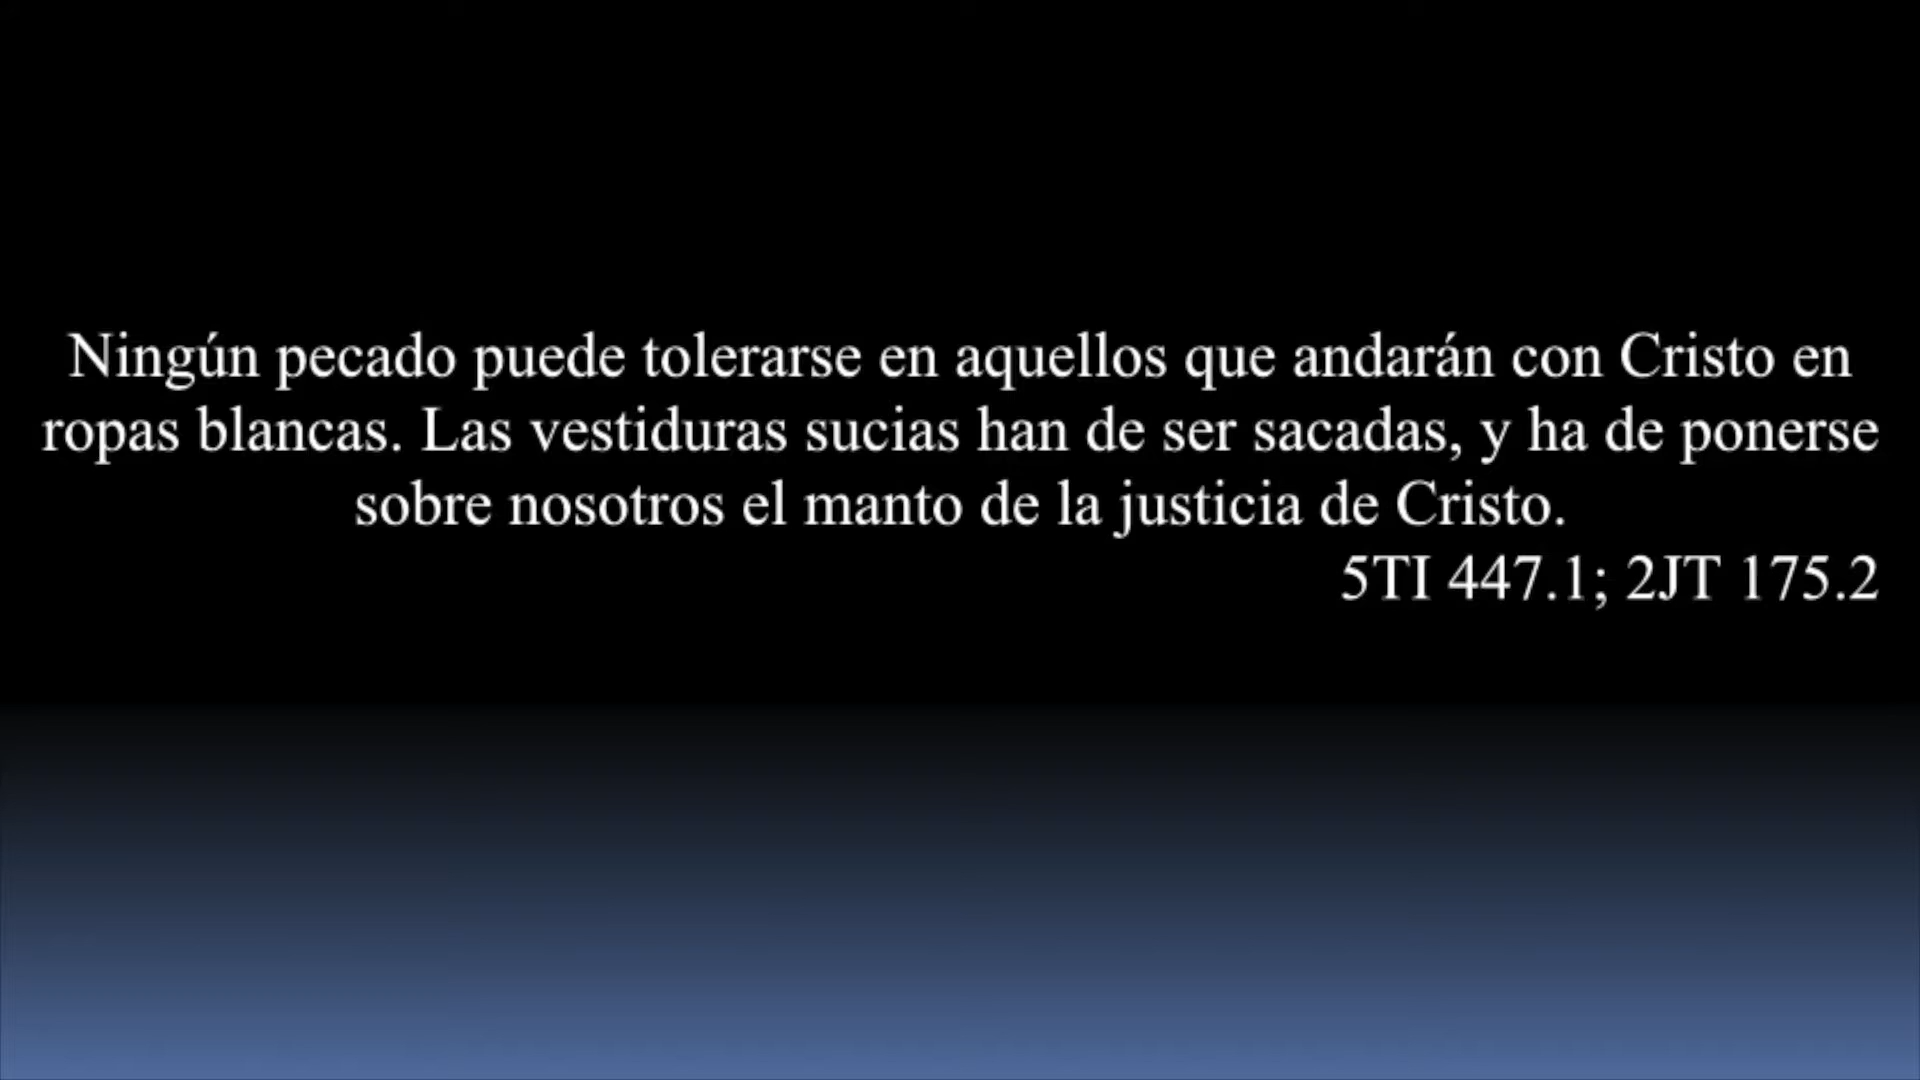 Ningún pecado puede tolerarse en aquellos que andarán con Cristo en
ropas blancas. Las vestiduras sucias han de ser sacadas, y ha de ponerse
sobre nosotros el manto de la justicia de Cristo.
5TI 447.1; 2JT 175.2